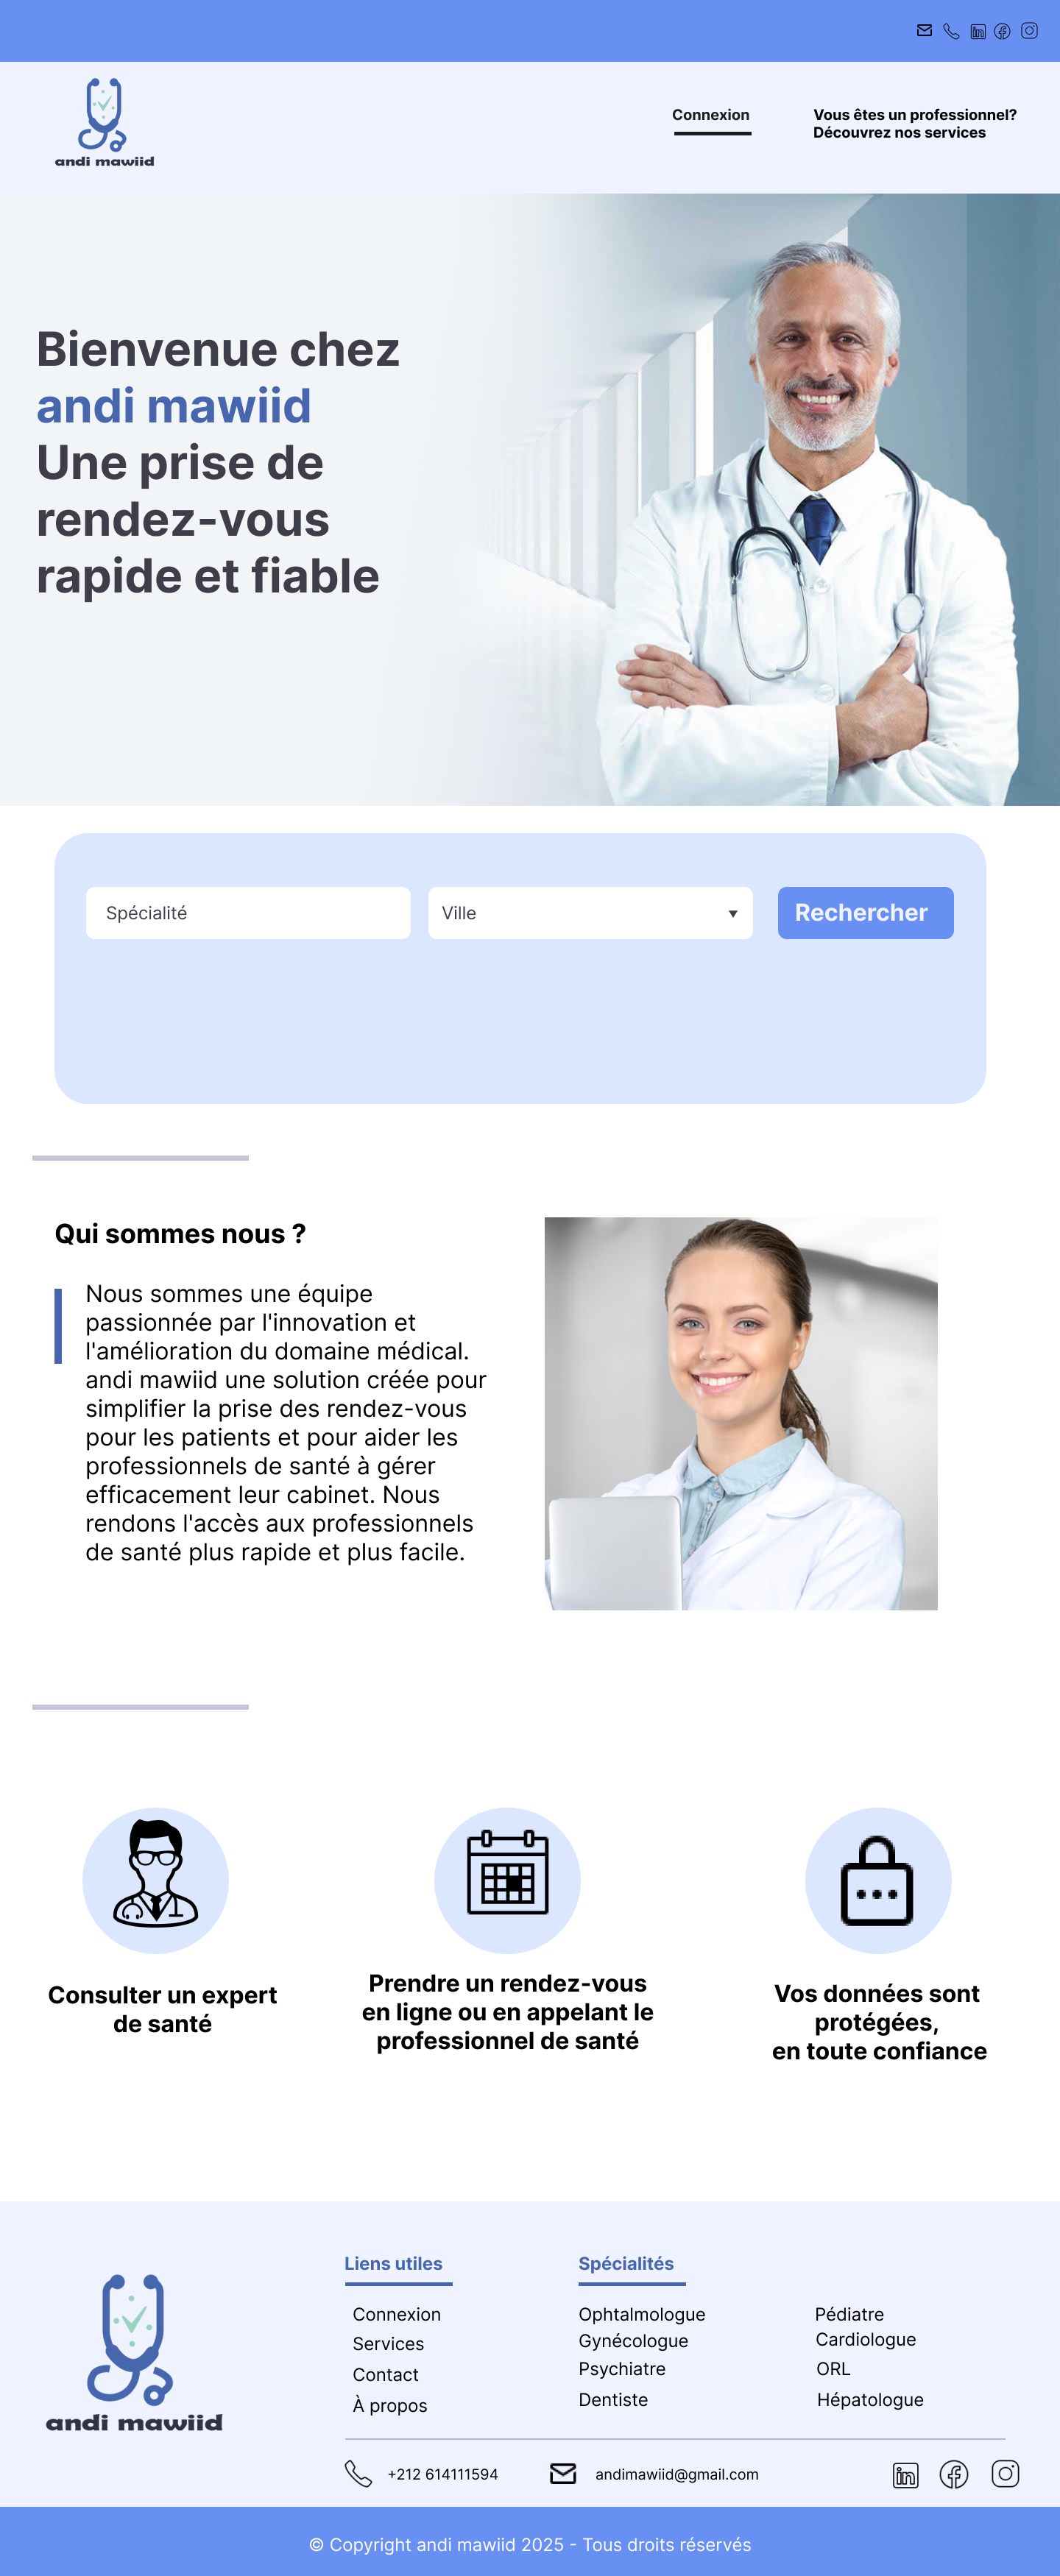 andi mawiid
Connexion
Vous êtes un professionnel?
Découvrez nos services
Bienvenue chez
andi mawiid
Une prise de
rendez-vous
rapide et fiable
Spécialité
Ville
Rechercher
Qui sommes nous ?
Nous sommes une équipe
passionnée par l'innovation et
l'amélioration du domaine médical.
andi mawiid une solution créée pour
simplifier la prise des rendez-vous
pour les patients et pour aider les
professionnels de santé à gérer
efficacement leur cabinet. Nous
rendons l'accès aux professionnels
de santé plus rapide et plus facile.
Consulter un expert
de santé
Prendre un rendez-vous
en ligne ou en appelant le
professionnel de santé
Vos données sont
protégées,
en toute confiance
andi mawiid
Liens utiles
Connexion
Services
Contact
À propos
Spécialités
Ophtalmologue
Gynécologue
Psychiatre
Dentiste
Pédiatre
Cardiologue
ORL
Hépatologue
+212 614111594
andimawiid@gmail.com
© Copyright andi mawiid 2025 - Tous droits réservés